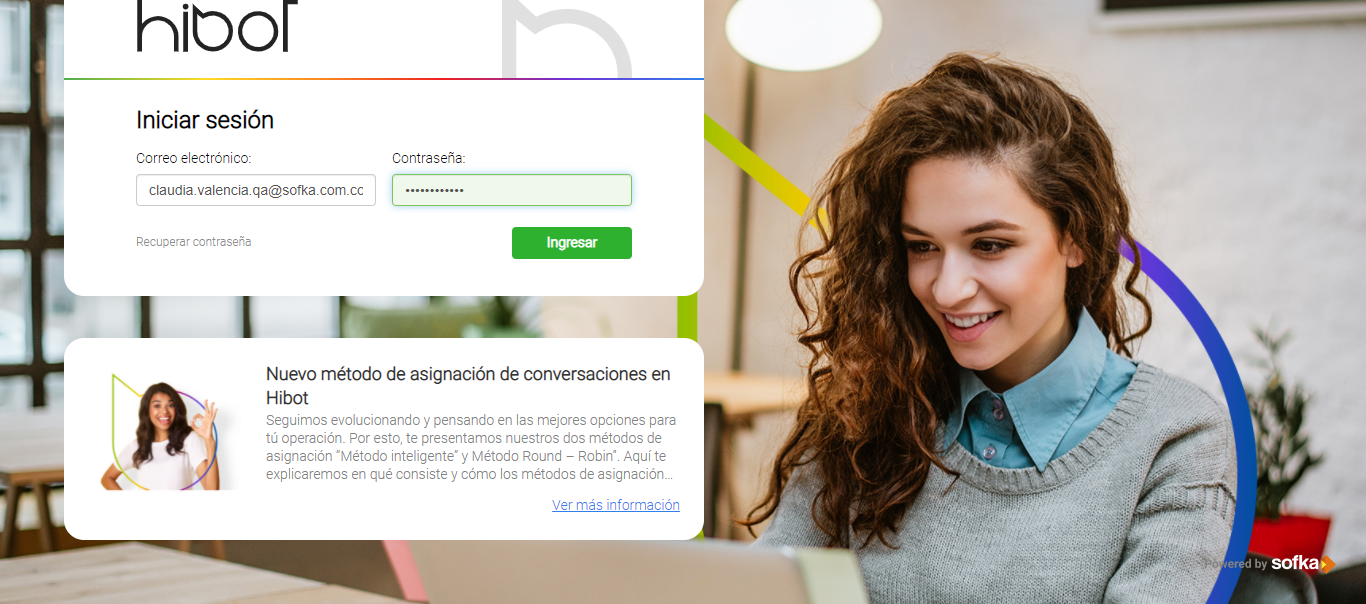 hibot
Iniciar sesión
Correo electrónico:
Contraseña:
claudia.valencia.qa@sofka.com.cc
••••••••••••
Recuperar contraseña
Ingresar
Nuevo método de asignación de conversaciones en
Hibot
Seguimos evolucionando y pensando en las mejores opciones para
tú operación. Por esto, te presentamos nuestros dos métodos de
asignación “Método inteligente” y Método Round – Robin”. Aquí te
explicaremos en qué consiste y cómo los métodos de asignación...
Ver más información
Powered by sofka